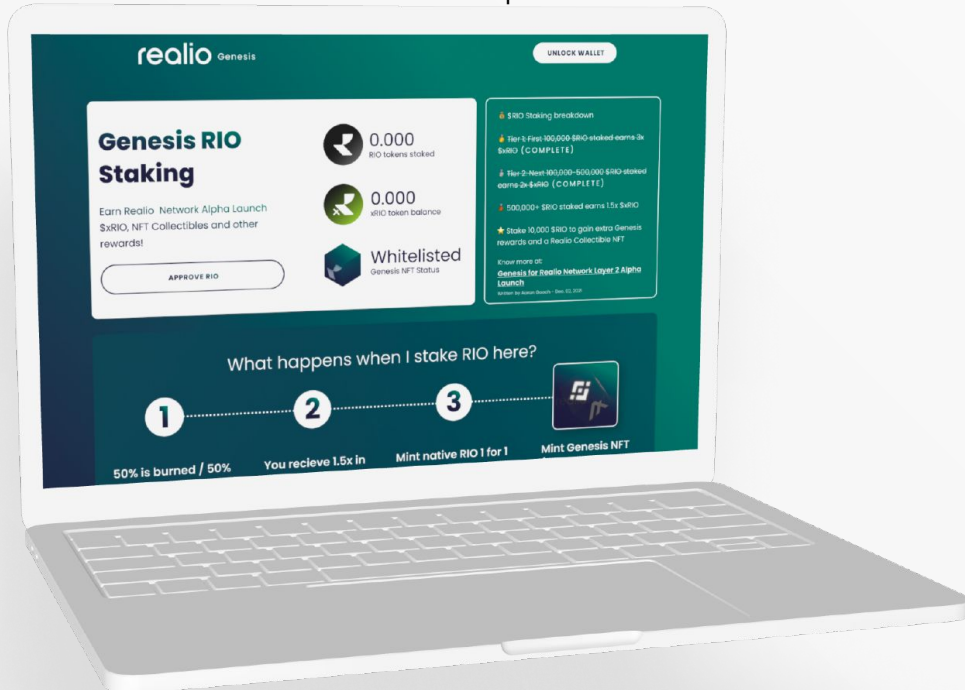 realio Genesis
UNLOCK WALLET
Genesis RIO
Staking
Earn Realio Network Alpha Launch
$xRIO, NFT Collectibles and other
rewards!
APPROVE RIO
0.000
RIO tokens staked
0.000
xRIO token balance
Whitelisted
Genesis NFT Status
$RIO Staking breakdown
Tier 1: First 100,000 $RIO staked earns 3x
$xRIO (COMPLETE)
Tier 2: Next 100,000-500,000 $RIO staked
earns 2x $xRIO (COMPLETE)
500,000+ $RIO staked earns 1.5x $xRIO
Stake 10,000 $RIO to gain extra Genesis
rewards and a Realio Collectible NFT
Know more at:
Genesis for Realio Network Layer 2 Alpha
Launch
What happens when I stake RIO here?
1
2
3
50% is burned / 50%
You recieve 1.5x in
Mint native RIO 1 for 1
Mint Genesis NFT